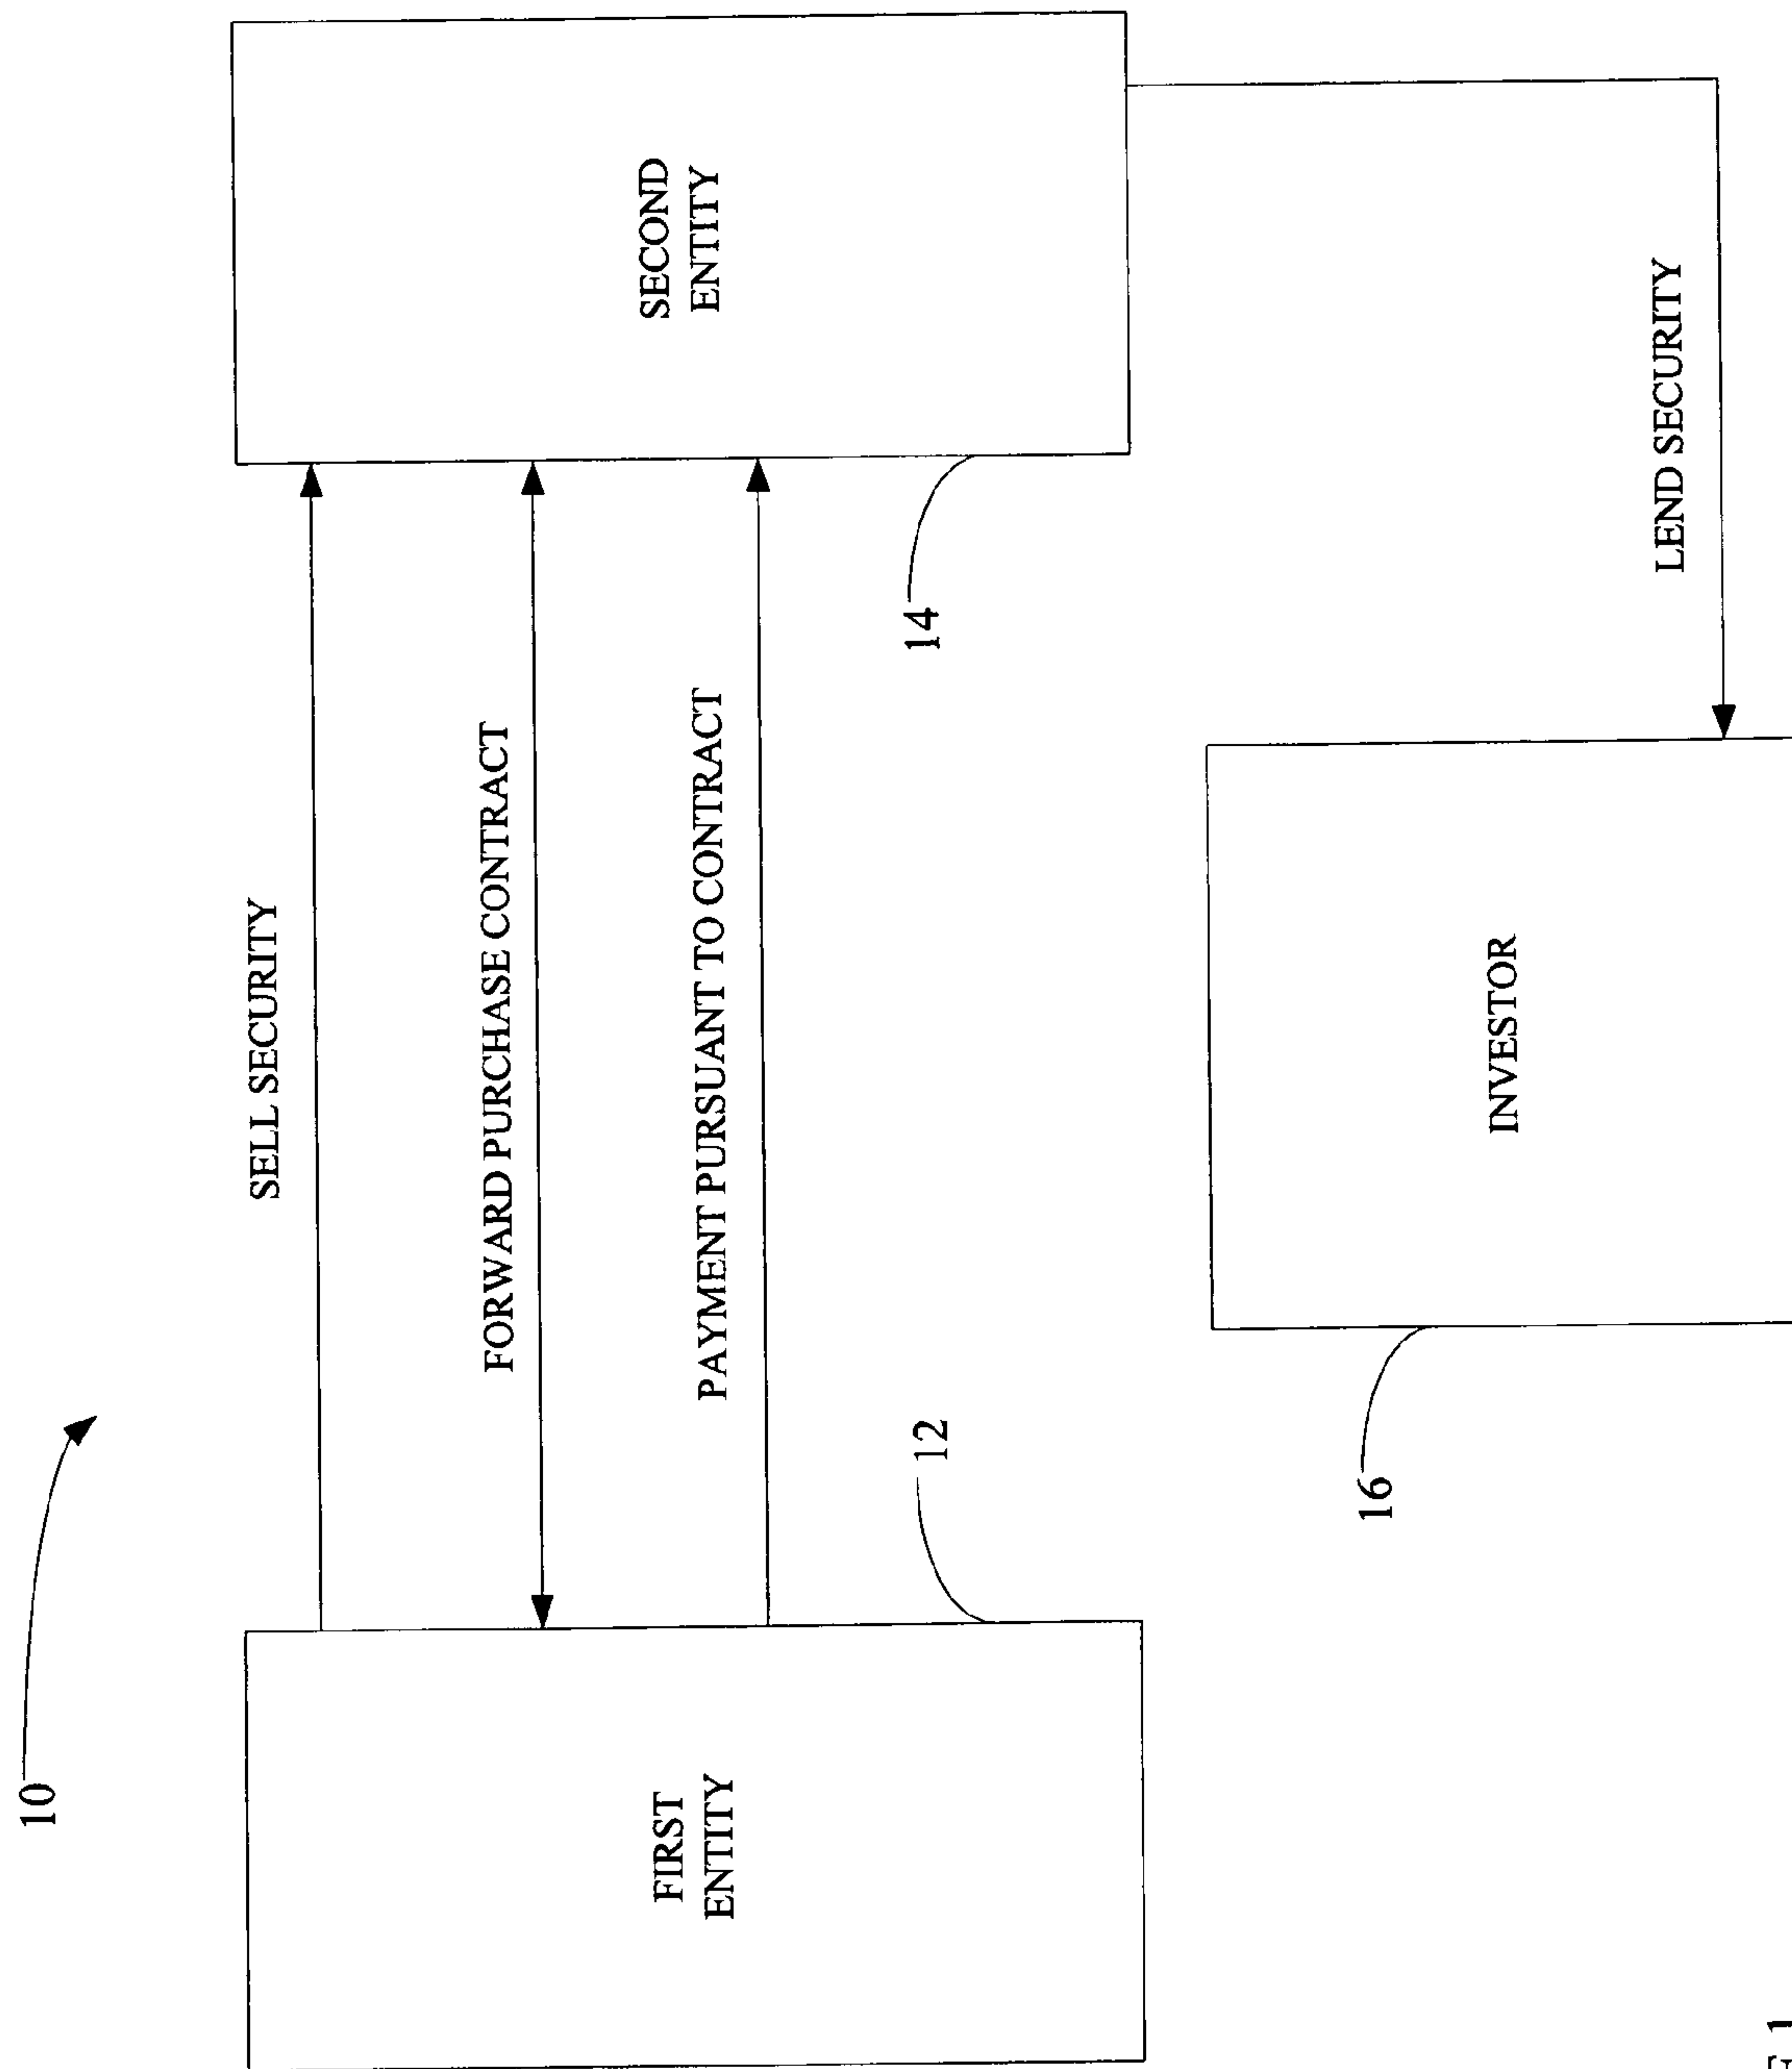 10
SELL SECURITY
FORWARD PURCHASE CONTRACT
PAYMENT PURSUANT TO CONTRACT
FIRST
ENTITY
SECOND
ENTITY
12
14
16
INVESTOR
LEND SECURITY